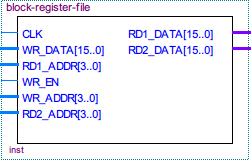 block-register-file
CLK RD1_DATA[15..0]
WR_DATA[15..0] RD2_DATA[15..0]
RD1_ADDR[3..0]
WR_EN
WR_ADDR[3..0]
RD2_ADDR[3..0]
inst